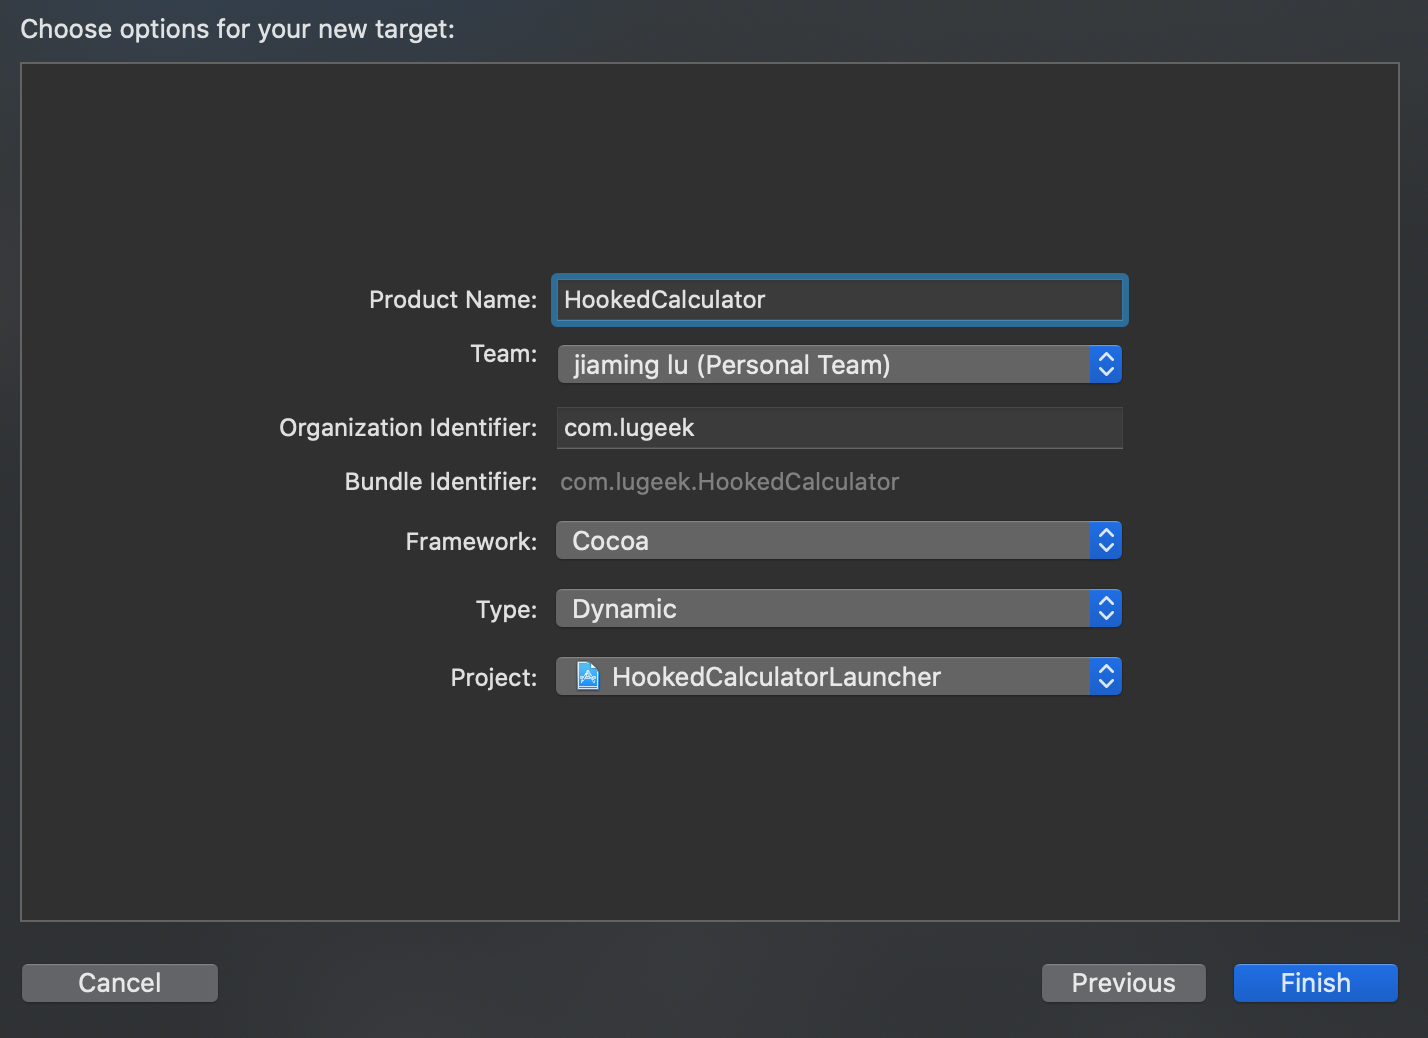 Choose options for your new target:
Product Name: HookedCalculator
Team: jiaming lu (Personal Team)
Organization Identifier: com.lugeek
Bundle Identifier: com.lugeek.HookedCalculator
Framework: Cocoa
Type: Dynamic
Project: HookedCalculatorLauncher
Cancel Previous Finish